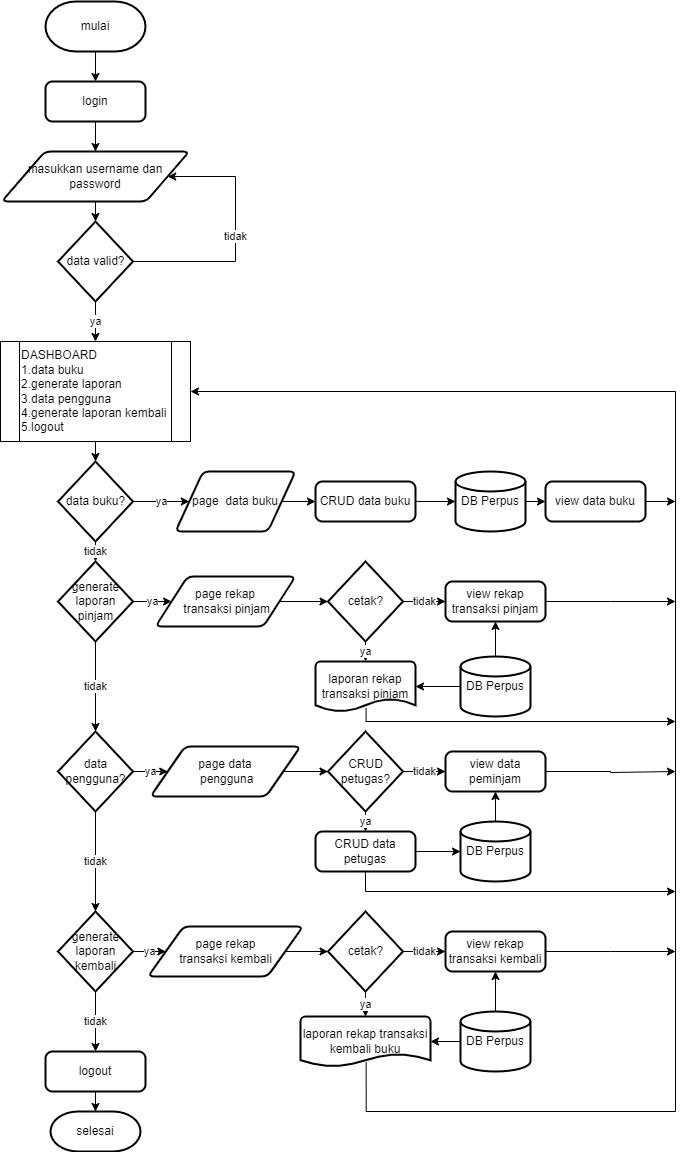 mulai
login
masukkan username dan
password
data valid?
tidak
ya
DASHBOARD
1.data buku
2.generate laporan
3.data pengguna
4.generate laporan kembali
5.logout
data buku?
ya
page  data buku
CRUD data buku
DB Perpus
view data buku
tidak
generate
laporan
pinjam
ya
page rekap
transaksi pinjam
cetak?
tidak
view rekap
transaksi pinjam
ya
laporan rekap
transaksi pinjam
DB Perpus
tidak
data
pengguna?
ya
page data
pengguna
CRUD
petugas?
tidak
view data
peminjam
ya
CRUD data
petugas
DB Perpus
tidak
generate
laporan
kembali
ya
page rekap
transaksi kembali
cetak?
tidak
view rekap
transaksi kembali
ya
laporan rekap transaksi
kembali buku
DB Perpus
tidak
logout
selesai